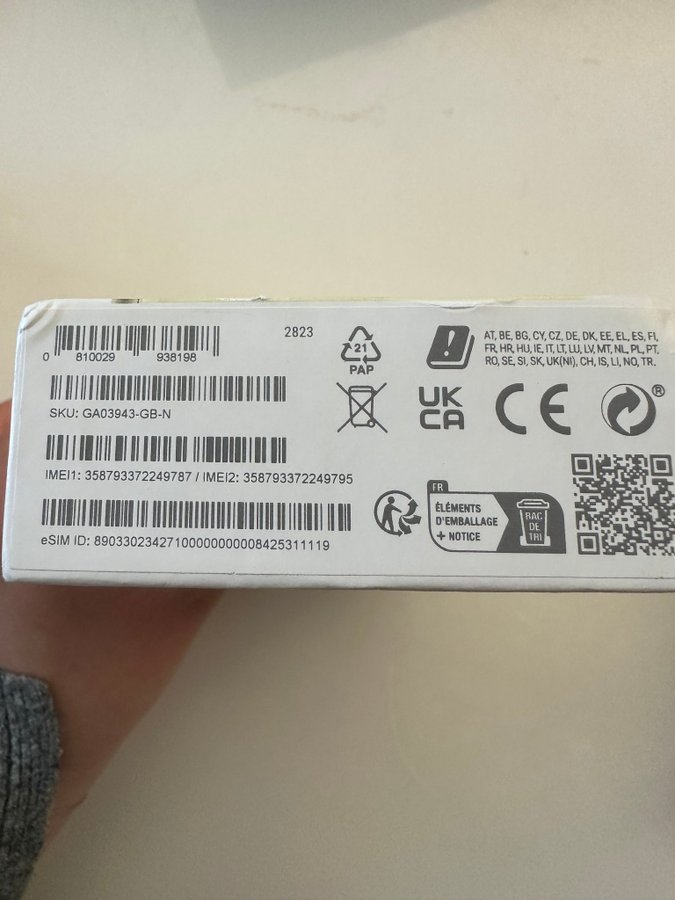 2823
0 810029 938198
SKU: GA03943-GB-N
IMEI1: 358793372249787 / IMEI2: 358793372249795
eSIM ID: 89033023427100000000008425311119
21
PAP
AT, BE, BG, CY, CZ, DE, DK, EE, EL, ES, FI,
FR, HR, HU, IE, IT, LT, LU, LV, MT, NL, PL, PT,
RO, SE, SI, SK, UK(NI), CH, IS, LI, NO, TR.
UK
CA
CE
®
FR
ÉLÉMENTS
D'EMBALLAGE
+ NOTICE
BAC
DE
TRI